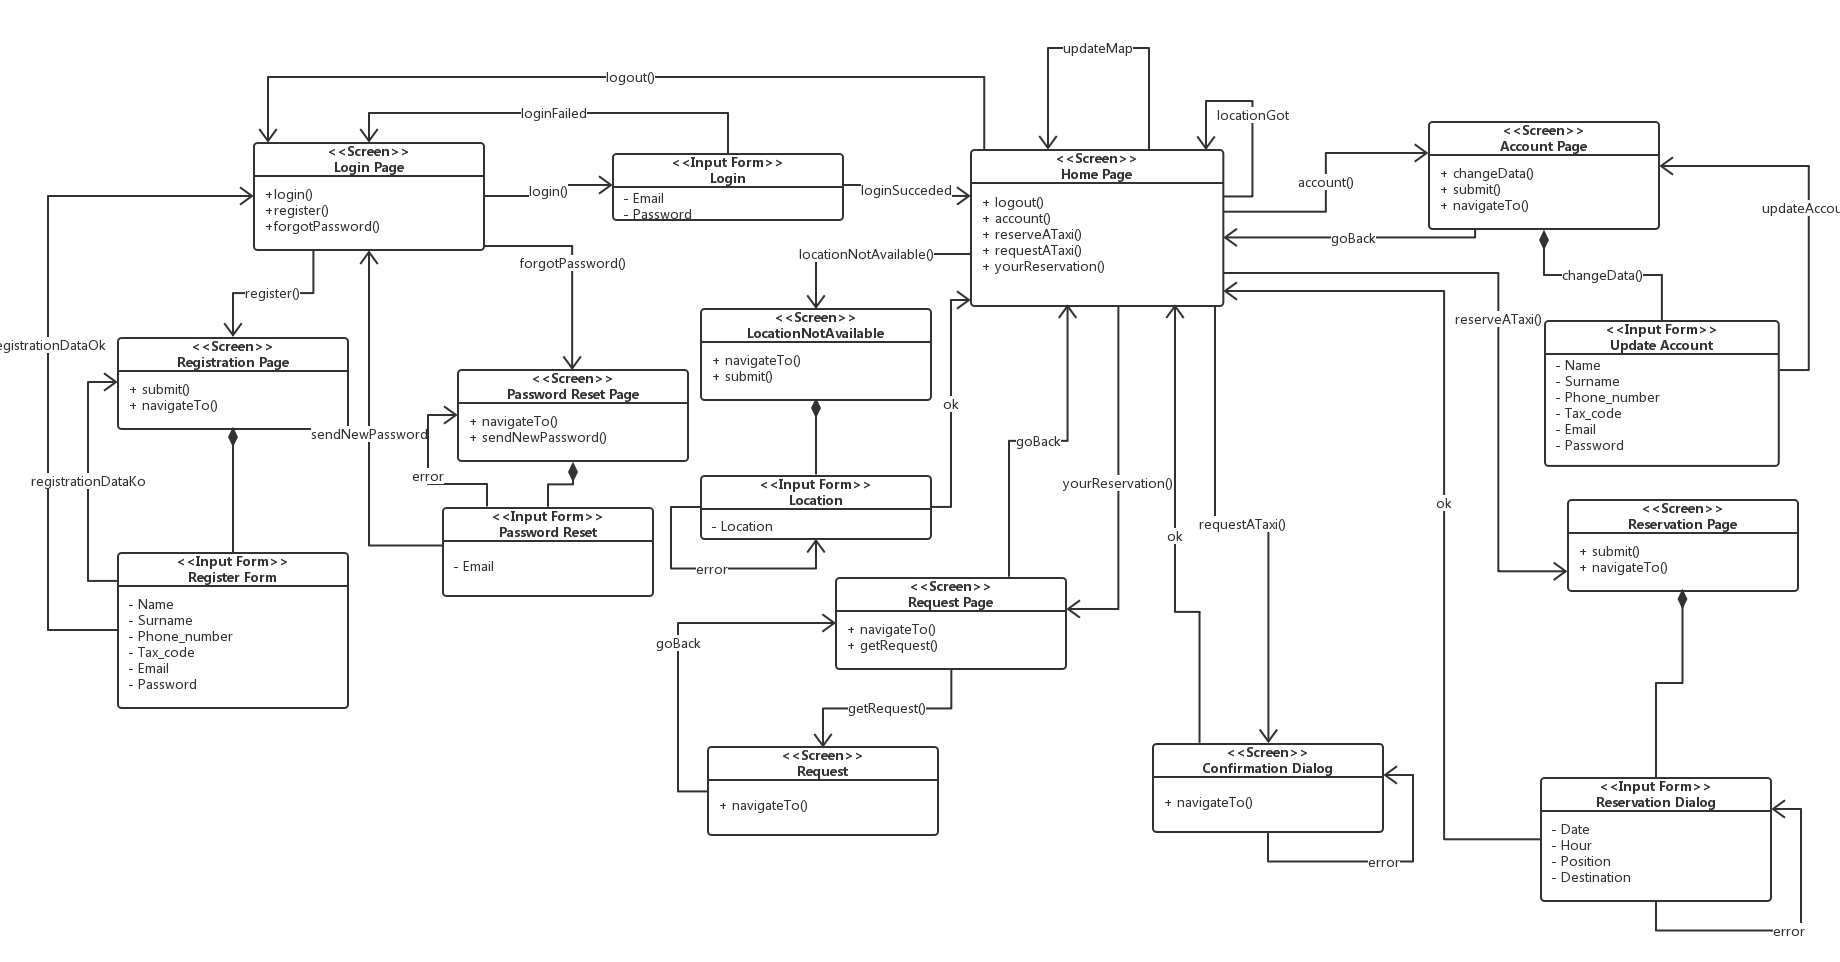 updateMap
logout()
loginFailed
locationGot
<<Screen>>
Login Page
+login()
+register()
+forgotPassword()
login()
<<Input Form>>
Login
- Email
- Password
loginSucceded
<<Screen>>
Home Page
+ logout()
+ account()
+ reserveATaxi()
+ requestATaxi()
+ yourReservation()
account()
goBack
<<Screen>>
Account Page
+ changeData()
+ submit()
+ navigateTo()
updateAccou
changeData()
<<Input Form>>
Update Account
- Name
- Surname
- Phone_number
- Tax_code
- Email
- Password
reserveATaxi()
locationNotAvailable()
forgotPassword()
register()
egistrationDataOk
<<Screen>>
Registration Page
+ submit()
+ navigateTo()
registrationDataKo
sendNewPassword
<<Screen>>
Password Reset Page
+ navigateTo()
+ sendNewPassword()
error
<<Input Form>>
Password Reset
- Email
<<Screen>>
LocationNotAvailable
+ navigateTo()
+ submit()
<<Input Form>>
Location
- Location
error
ok
goBack
yourReservation()
ok
requestATaxi()
ok
<<Screen>>
Reservation Page
+ submit()
+ navigateTo()
<<Input Form>>
Register Form
- Name
- Surname
- Phone_number
- Tax_code
- Email
- Password
<<Screen>>
Request Page
+ navigateTo()
+ getRequest()
goBack
getRequest()
<<Screen>>
Request
+ navigateTo()
<<Screen>>
Confirmation Dialog
+ navigateTo()
error
<<Input Form>>
Reservation Dialog
- Date
- Hour
- Position
- Destination
error